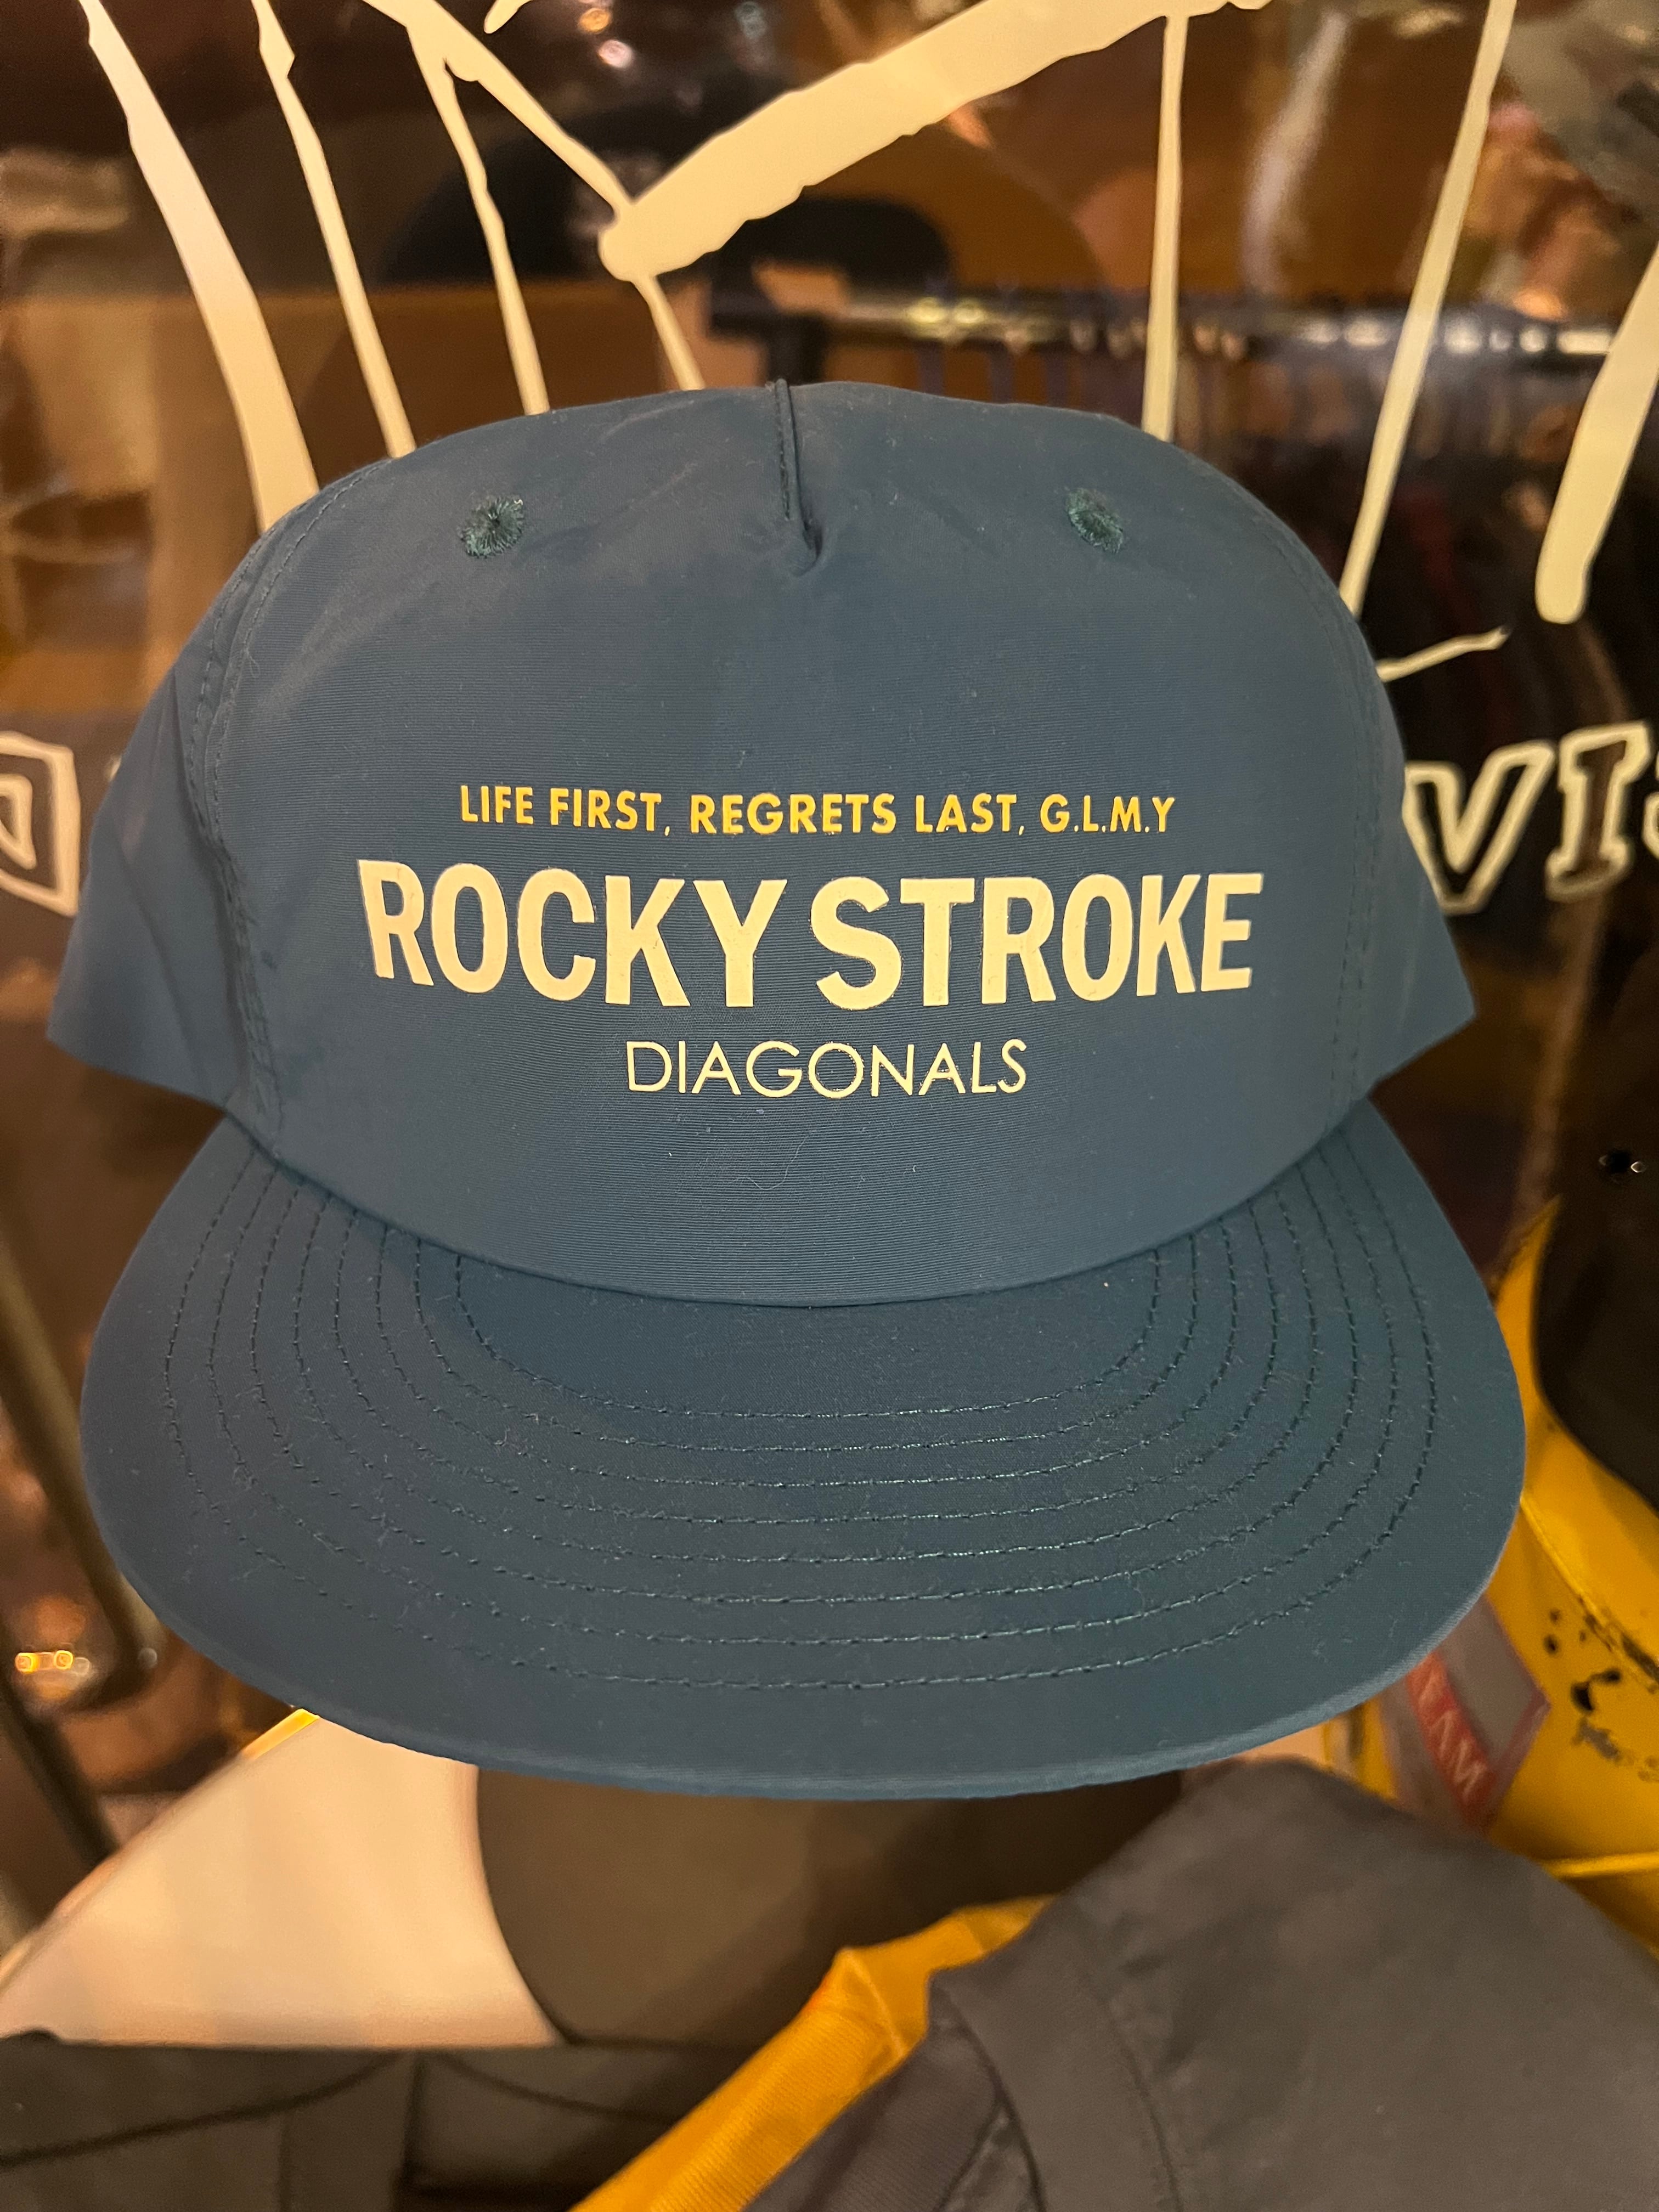 LIFE FIRST, REGRETS LAST, G.L.M.Y
ROCKY STROKE
DIAGONALS